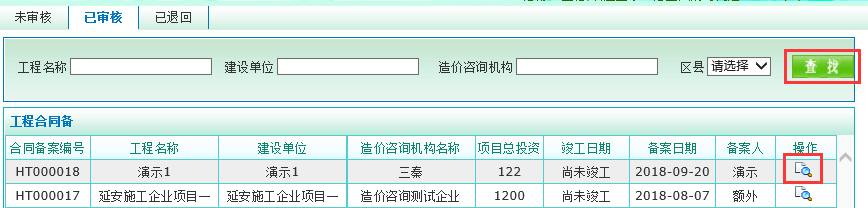 未审核 已审核 已退回
工程名称 建设单位 造价咨询机构 区县 请选择 查 找
工程合同备
合同备案编号 工程名称 建设单位 造价咨询机构名称 项目总投资 竣工日期 备案日期 备案人 操作
HT000018 演示1 演示1 三秦 122 尚未竣工 2018-09-20 演示
HT000017 延安施工企业项目一 延安施工企业项目一 造价咨询测试企业 1200 尚未竣工 2018-08-07 额外